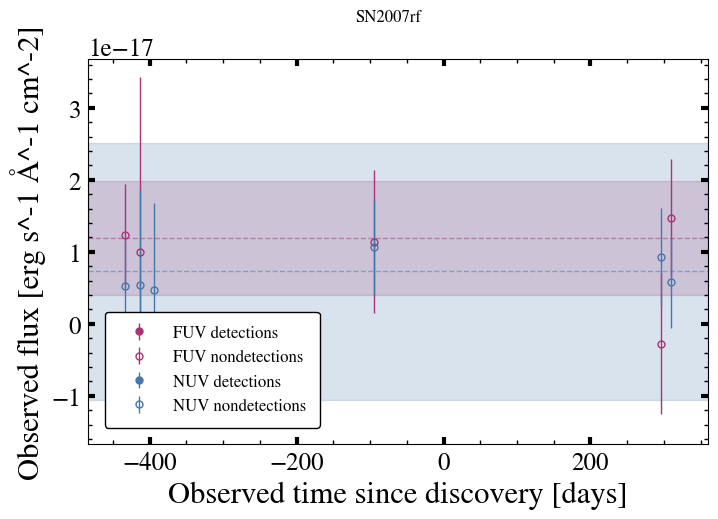 SN2007rf
1e−17
Observed flux [erg s^-1 Å^-1 cm^-2]
3
2
1
0
−1
FUV detections
FUV nondetections
NUV detections
NUV nondetections
−400 −200 0 200
Observed time since discovery [days]